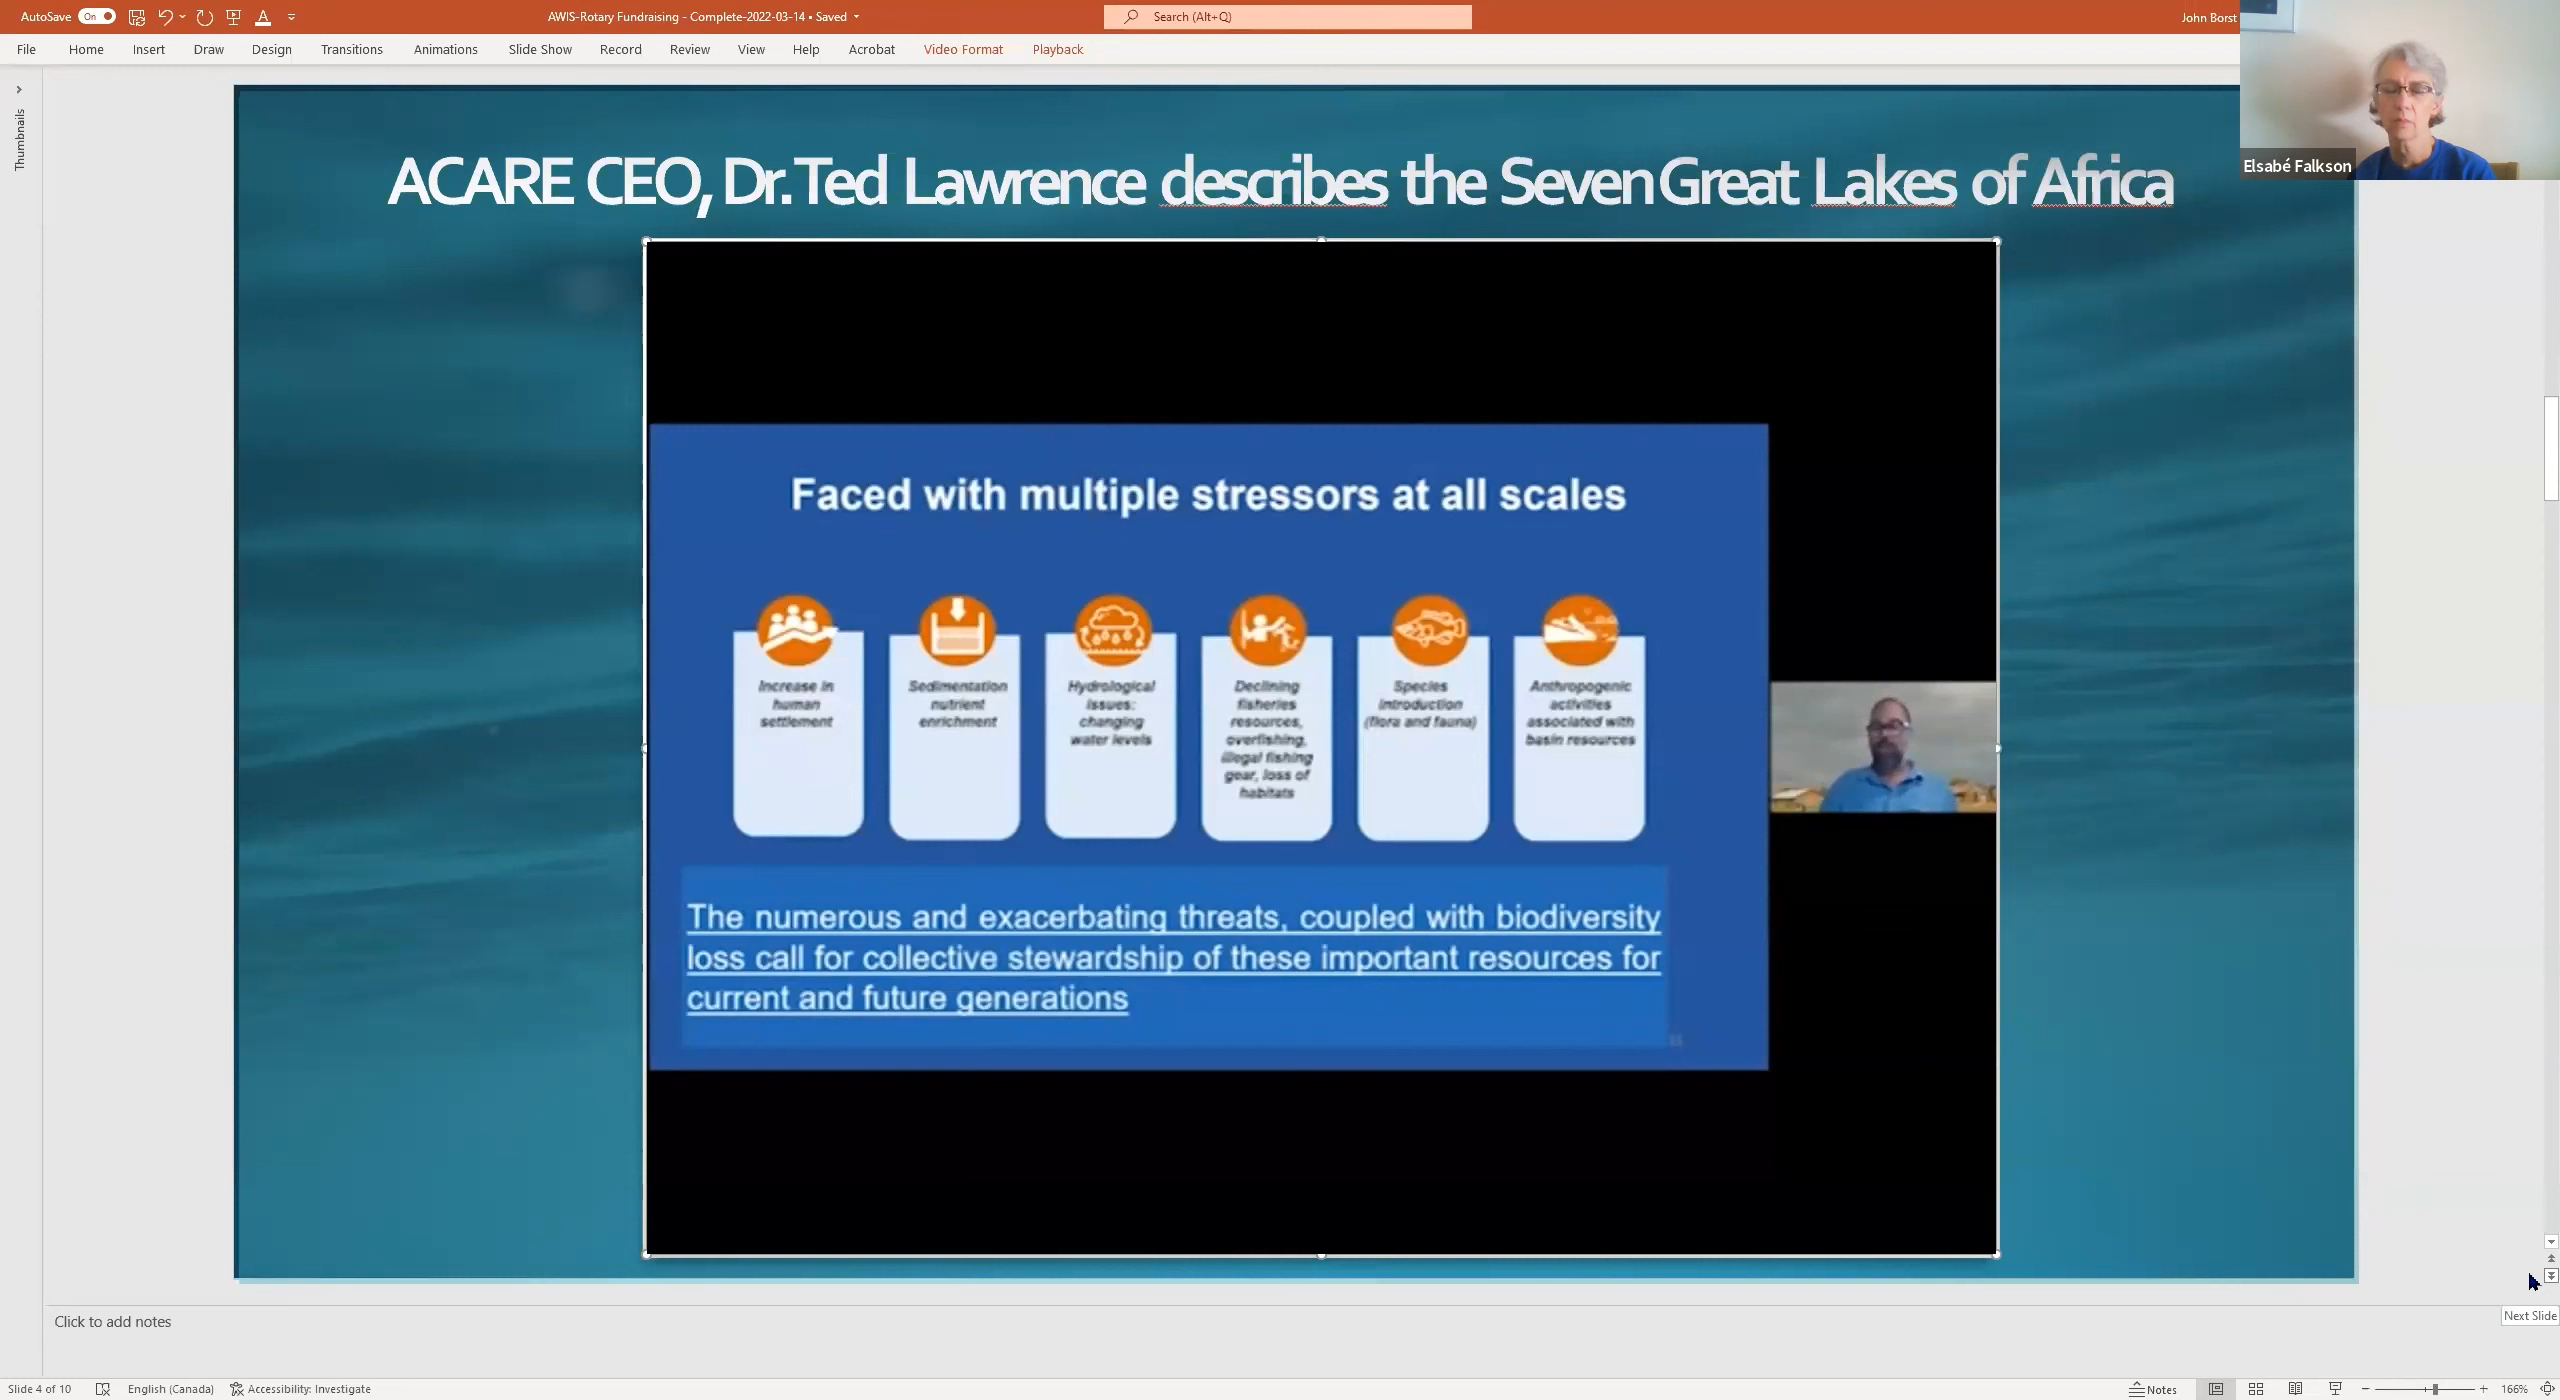 AutoSave On
AWIS-Rotary Fundraising - Complete-2022-03-14 • Saved
Search (Alt+Q)
John Borst
File Home Insert Draw Design Transitions Animations Slide Show Record Review View Help Acrobat Video Format Playback
Thumbnails
Elsabé Falkson
ACARE CEO, Dr. Ted Lawrence describes the Seven Great Lakes of Africa
Faced with multiple stressors at all scales
Increase in
human
settlement
Sedimentation
nutrient
enrichment
Hydrological
issues:
changing
water levels
Declining
fisheries
resources,
overfishing,
illegal fishing
gear, loss of
habitats
Species
introduction
(flora and fauna)
Anthropogenic
activities
associated with
basin resources
The numerous and exacerbating threats, coupled with biodiversity
loss call for collective stewardship of these important resources for
current and future generations
Click to add notes
Next Slide
Slide 4 of 10 English (Canada) Accessibility: Investigate
Notes 166%